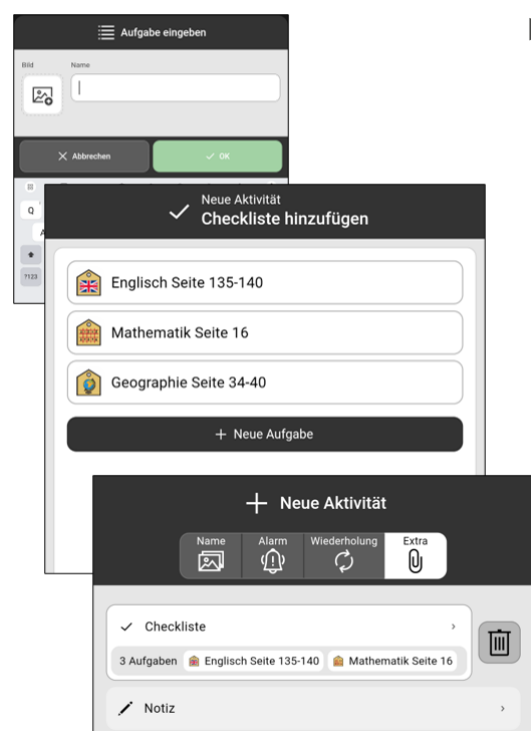 Aufgabe eingeben
Bild Name
Abbrechen OK
Q
A
?123
Neue Aktivität
Checkliste hinzufügen
Englisch Seite 135-140
Mathematik Seite 16
Geographie Seite 34-40
+ Neue Aufgabe
+ Neue Aktivität
Name Alarm Wiederholung Extra
Checkliste
3 Aufgaben Englisch Seite 135-140 Mathematik Seite 16
Notiz